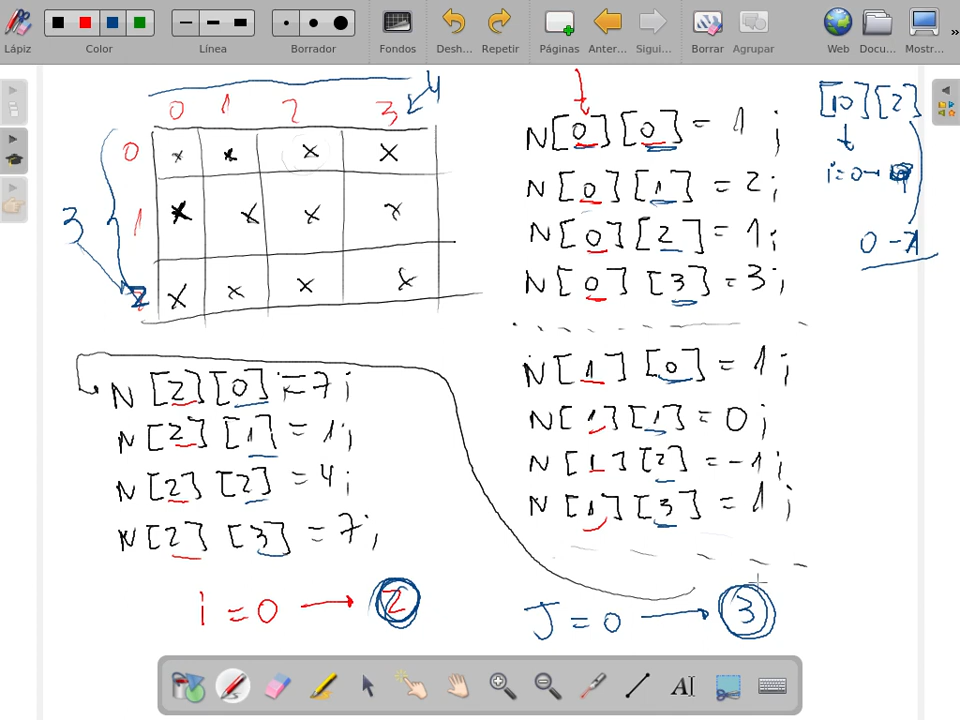 Lápiz Color Línea Borrador Fondos Desh... Repetir Páginas Anter... Sigui... Borrar Agrupar Web Docu... Mostr... »
4
0 1 2 3
0
1
2
3
N[0][0] = 1;
N[0][1] = 2;
N[0][2] = 1;
N[0][3] = 3;
[10][2]
i=0→9
0-1
N[1][0] = 1;
N[1][1] = 0;
N[1][2] = -1;
N[1][3] = 1;
N[2][0] = 7;
N[2][1] = 1;
N[2][2] = 4;
N[2][3] = 7;
i = 0 → 2
J = 0 → 3
AI